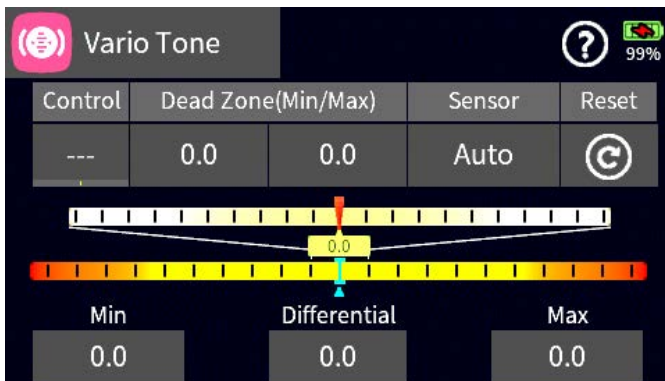 Vario Tone
?
99%
Control Dead Zone(Min/Max) Sensor Reset
--- 0.0 0.0 Auto C
0.0
Min Differential Max
0.0 0.0 0.0